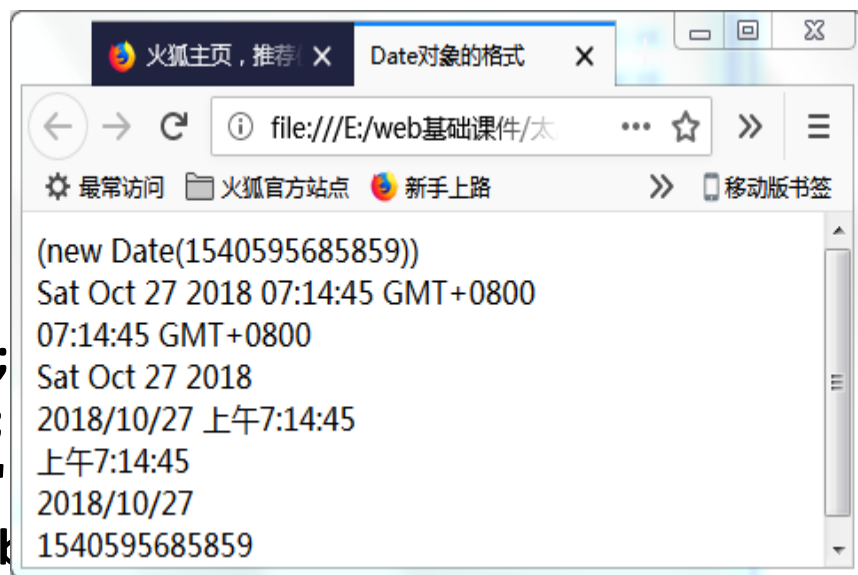 火狐主页，推荐
Date对象的格式
file:///E:/web基础课件/太
最常访问 火狐官方站点 新手上路 移动版书签
(new Date(1540595685859))
Sat Oct 27 2018 07:14:45 GMT+0800
07:14:45 GMT+0800
Sat Oct 27 2018
2018/10/27 上午7:14:45
上午7:14:45
2018/10/27
1540595685859